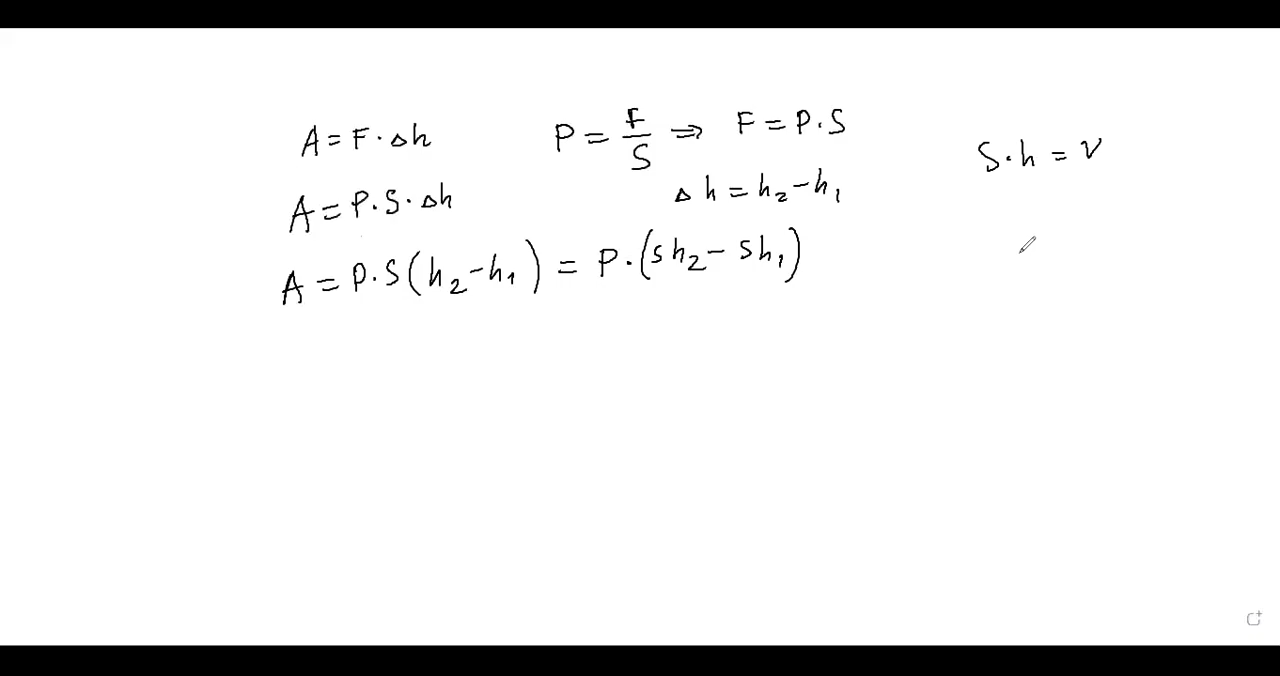 A = F · Δh
P = F/S ⇒ F = P · S
S · h = V
A = P · S · Δh
Δh = h₂ − h₁
A = P · S (h₂ − h₁) = P · (Sh₂ − Sh₁)